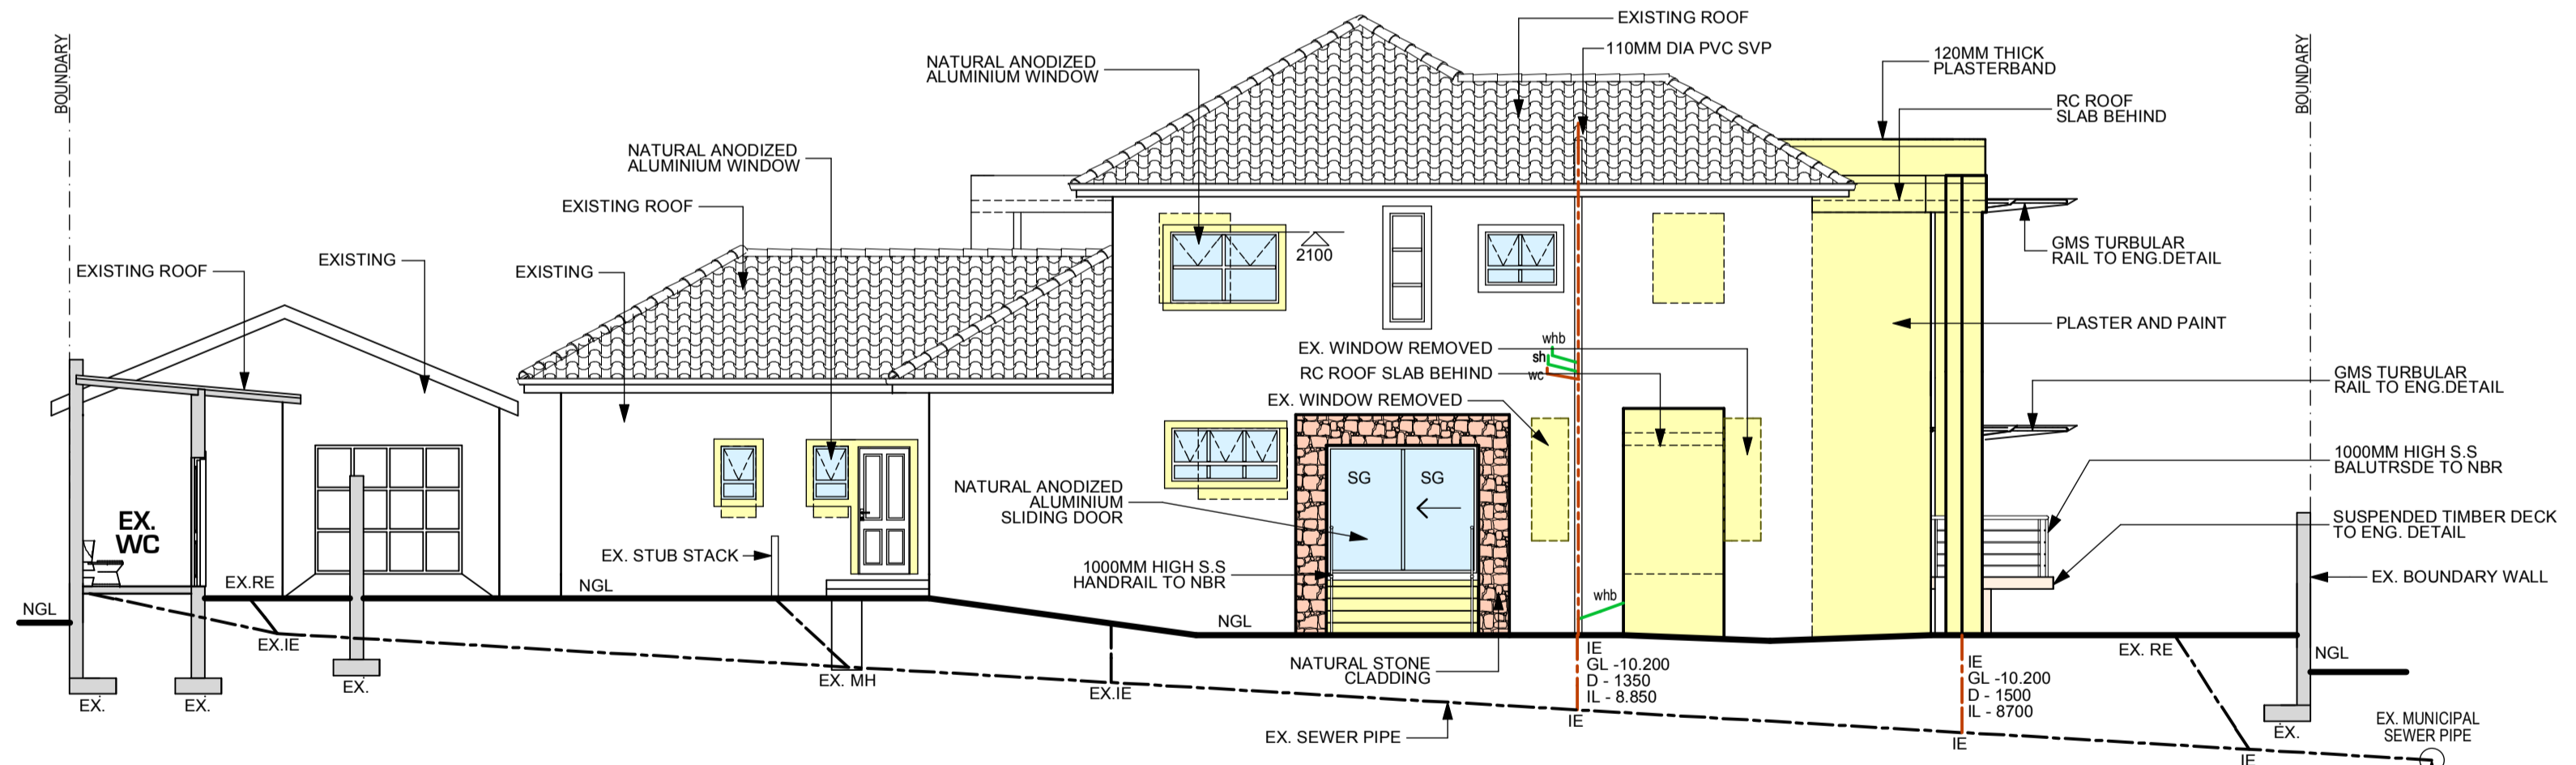 BOUNDARY
EXISTING ROOF
EXISTING
EX.
WC
EX.RE
NGL
EX.IE
EX.
EX.
EX.
NATURAL ANODIZED
ALUMINIUM WINDOW
EXISTING ROOF
EXISTING
EX. STUB STACK
NGL
EX. MH
EX.IE
NATURAL ANODIZED
ALUMINIUM WINDOW
EXISTING ROOF
110MM DIA PVC SVP
120MM THICK
PLASTERBAND
RC ROOF
SLAB BEHIND
BOUNDARY
2100
GMS TURBULAR
RAIL TO ENG.DETAIL
PLASTER AND PAINT
whb
sh
wc
EX. WINDOW REMOVED
RC ROOF SLAB BEHIND
EX. WINDOW REMOVED
GMS TURBULAR
RAIL TO ENG.DETAIL
1000MM HIGH S.S
BALUTRSDE TO NBR
SUSPENDED TIMBER DECK
TO ENG. DETAIL
EX. BOUNDARY WALL
NATURAL ANODIZED
ALUMINIUM
SLIDING DOOR
SG
SG
1000MM HIGH S.S
HANDRAIL TO NBR
whb
NGL
NATURAL STONE
CLADDING
IE
GL -10.200
D - 1350
IL - 8.850
IE
IE
GL -10.200
D - 1500
IL - 8700
IE
EX. SEWER PIPE
EX. RE
NGL
EX.
IE
EX. MUNICIPAL
SEWER PIPE